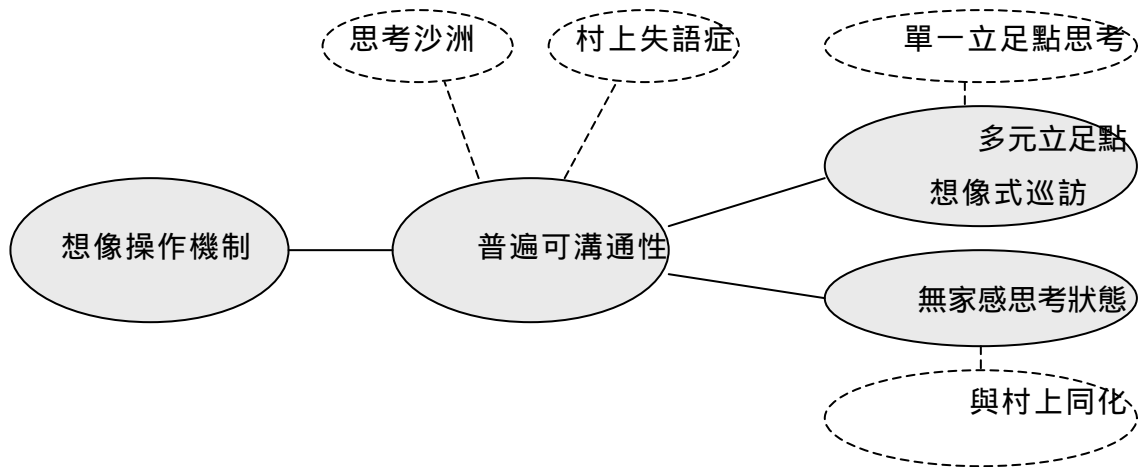 思考沙洲
村上失語症
單一立足點思考
多元立足點
想像式巡訪
想像操作機制
普遍可溝通性
無家感思考狀態
與村上同化